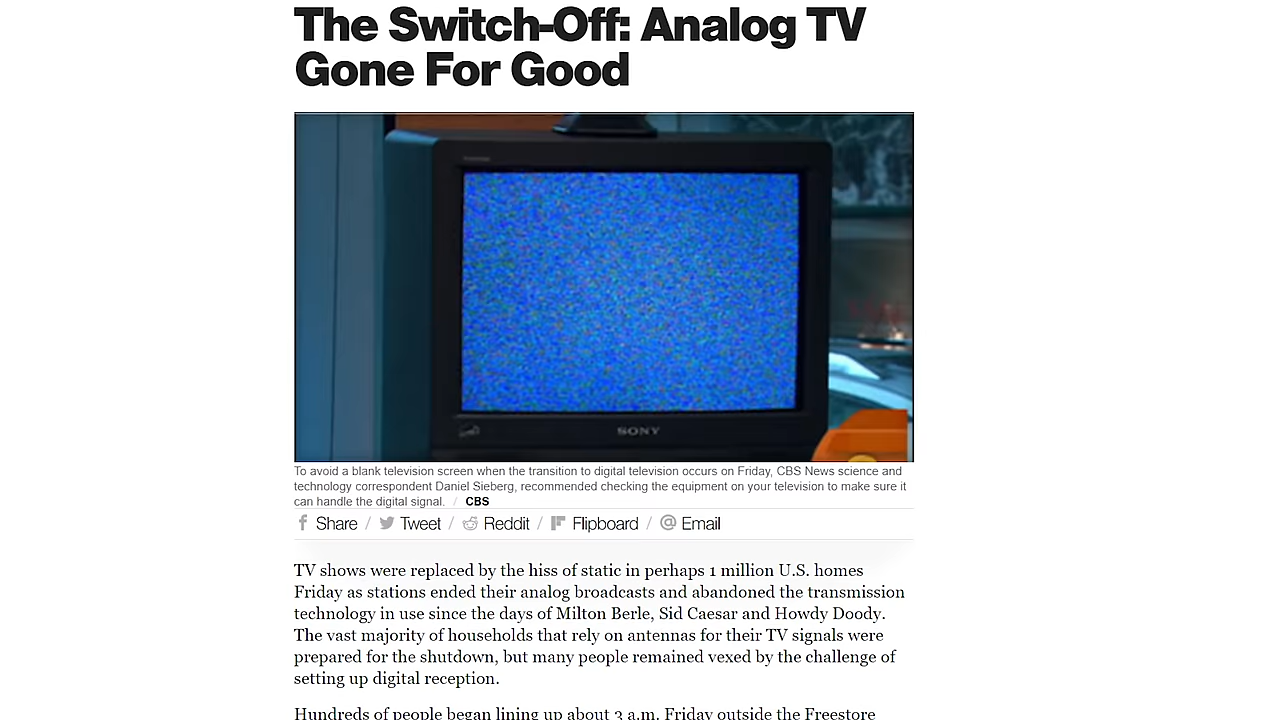 The Switch-Off: Analog TV
Gone For Good
SONY
To avoid a blank television screen when the transition to digital television occurs on Friday, CBS News science and
technology correspondent Daniel Sieberg, recommended checking the equipment on your television to make sure it
can handle the digital signal. / CBS
Share / Tweet / Reddit / Flipboard / @ Email
TV shows were replaced by the hiss of static in perhaps 1 million U.S. homes
Friday as stations ended their analog broadcasts and abandoned the transmission
technology in use since the days of Milton Berle, Sid Caesar and Howdy Doody.
The vast majority of households that rely on antennas for their TV signals were
prepared for the shutdown, but many people remained vexed by the challenge of
setting up digital reception.
Hundreds of people began lining up about 3 a.m. Friday outside the Freestore